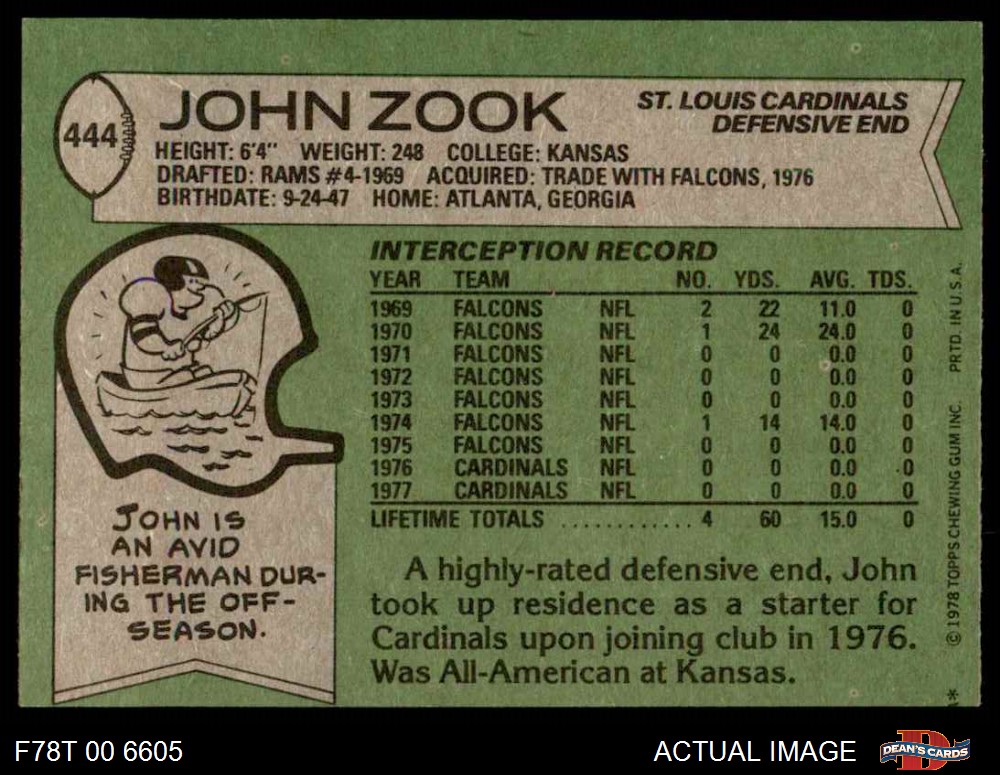 444
JOHN ZOOK
ST. LOUIS CARDINALS
DEFENSIVE END
HEIGHT: 6'4" WEIGHT: 248 COLLEGE: KANSAS
DRAFTED: RAMS #4-1969 ACQUIRED: TRADE WITH FALCONS, 1976
BIRTHDATE: 9-24-47 HOME: ATLANTA, GEORGIA
INTERCEPTION RECORD
YEAR TEAM NO. YDS. AVG. TDS.
1969 FALCONS NFL 2 22 11.0 0
1970 FALCONS NFL 1 24 24.0 0
1971 FALCONS NFL 0 0 0.0 0
1972 FALCONS NFL 0 0 0.0 0
1973 FALCONS NFL 0 0 0.0 0
1974 FALCONS NFL 1 14 14.0 0
1975 FALCONS NFL 0 0 0.0 0
1976 CARDINALS NFL 0 0 0.0 0
1977 CARDINALS NFL 0 0 0.0 0
LIFETIME TOTALS ............ 4 60 15.0 0
JOHN IS
AN AVID
FISHERMAN DUR-
ING THE OFF-
SEASON.
A highly-rated defensive end, John
took up residence as a starter for
Cardinals upon joining club in 1976.
Was All-American at Kansas.
A* © 1978 TOPPS CHEWING GUM INC. PRTD. IN U.S.A.
F78T 00 6605
ACTUAL IMAGE
DEAN'S CARDS